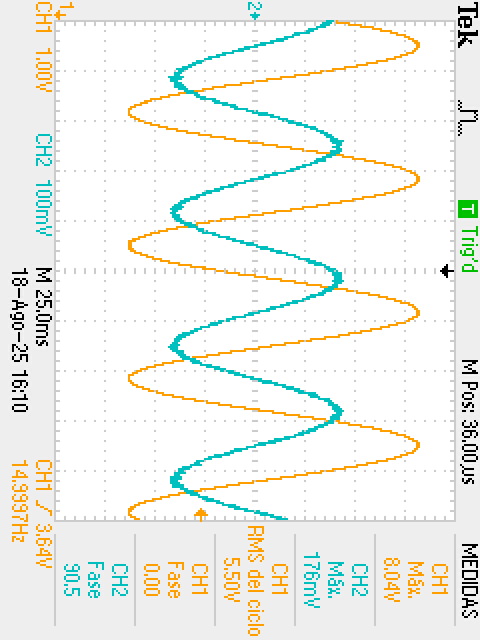 Tek
T Trig'd
M Pos: 36.00µs
MEDIDAS
CH1
Máx.
8.04V
CH2
Máx.
176mV
CH1
RMS del ciclo
5.50V
CH1
Fase
0.00
CH2
Fase
90.5
2
1
CH1 1.00V
CH2 100mV
M 25.0ms
CH1 / 3.64V
18-Ago-25 16:10
14.9997Hz